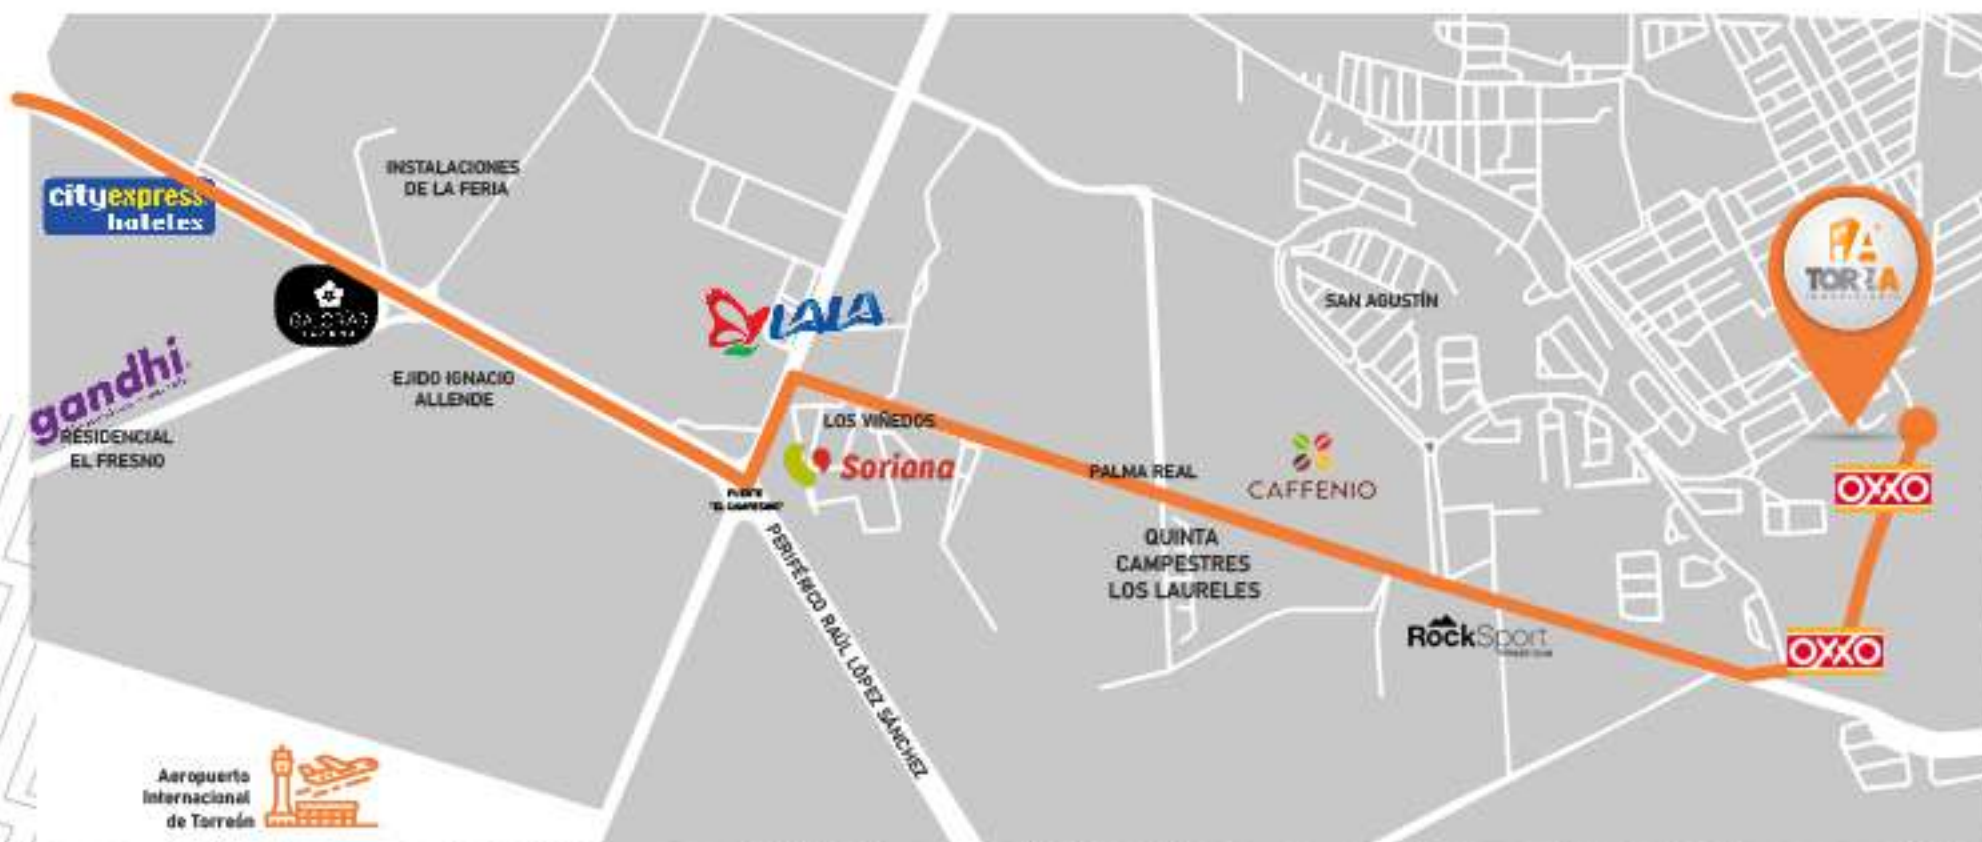 cityexpress
hoteles
INSTALACIONES
DE LA FERIA
gandhi
RESIDENCIAL
EL FRESNO
EJIDO IGNACIO
ALLENDE
LALA
LOS VIÑEDOS
Soriana
PERIFÉRICO RAÚL LÓPEZ SÁNCHEZ
PALMA REAL
CAFFENIO
QUINTA
CAMPESTRES
LOS LAURELES
SAN AGUSTÍN
RockSport
OXXO
OXXO
Aeropuerto
Internacional
de Torreón